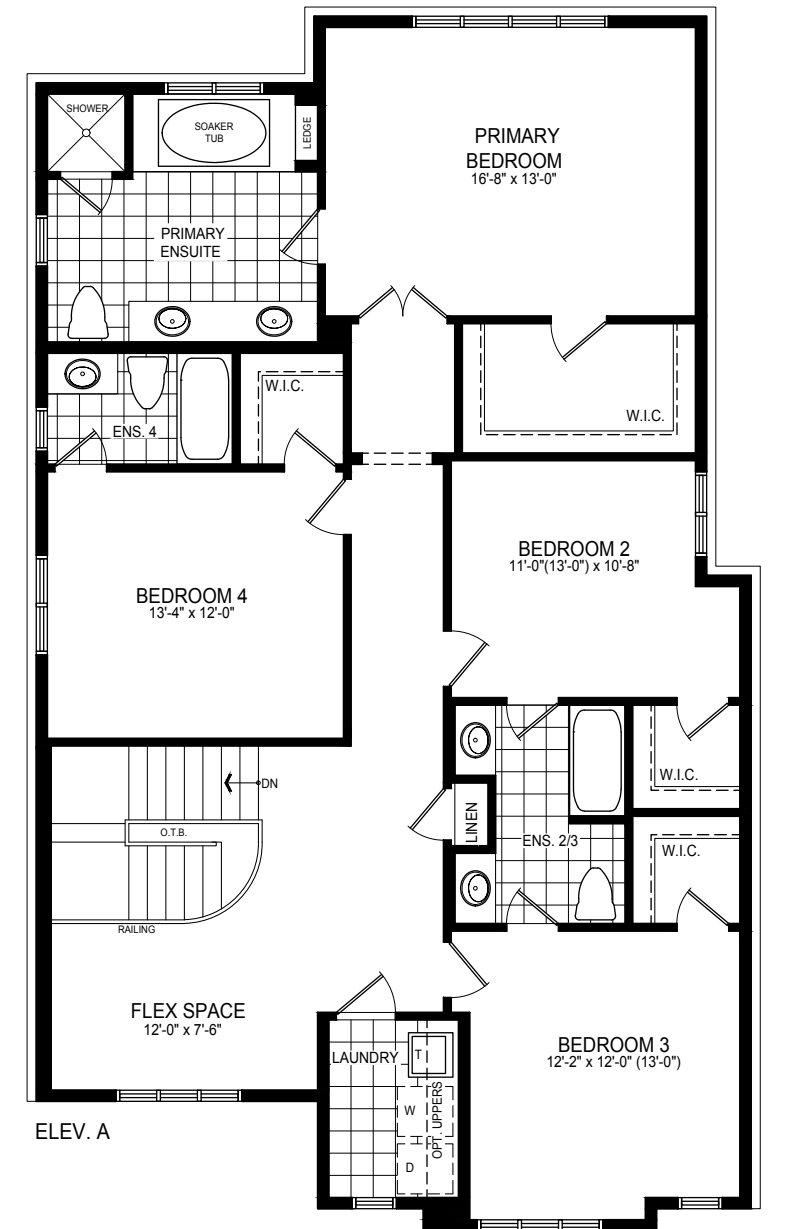 SHOWER
SOAKER
TUB
LEDGE
PRIMARY
BEDROOM
16'-8" x 13'-0"
PRIMARY
ENSUITE
W.I.C.
W.I.C.
ENS. 4
BEDROOM 2
11'-0"(13'-0") x 10'-8"
BEDROOM 4
13'-4" x 12'-0"
W.I.C.
DN
LINEN
O.T.B.
ENS. 2/3
W.I.C.
RAILING
FLEX SPACE
12'-0" x 7'-6"
BEDROOM 3
12'-2" x 12'-0" (13'-0")
LAUNDRY
T
W
OPT. UPPERS
D
ELEV. A